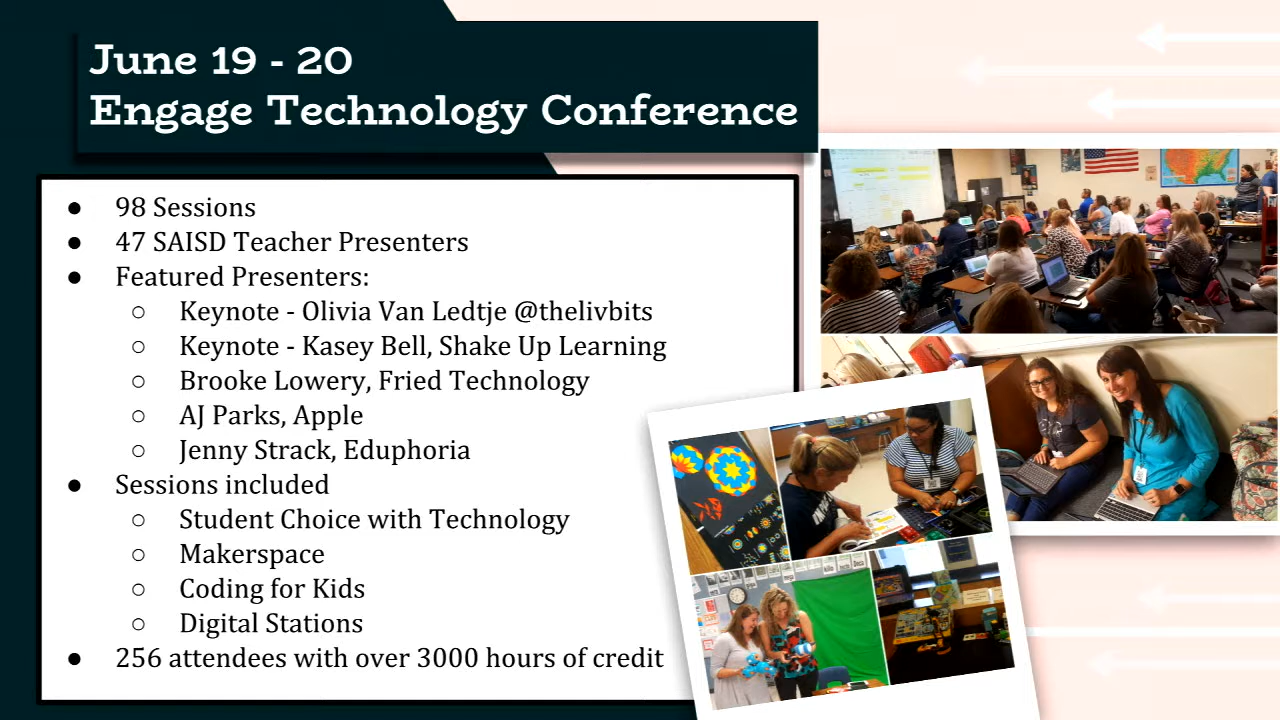 June 19 - 20
Engage Technology Conference
● 98 Sessions
● 47 SAISD Teacher Presenters
● Featured Presenters:
○ Keynote - Olivia Van Ledtje @thelivbits
○ Keynote - Kasey Bell, Shake Up Learning
○ Brooke Lowery, Fried Technology
○ AJ Parks, Apple
○ Jenny Strack, Eduphoria
● Sessions included
○ Student Choice with Technology
○ Makerspace
○ Coding for Kids
○ Digital Stations
● 256 attendees with over 3000 hours of credit